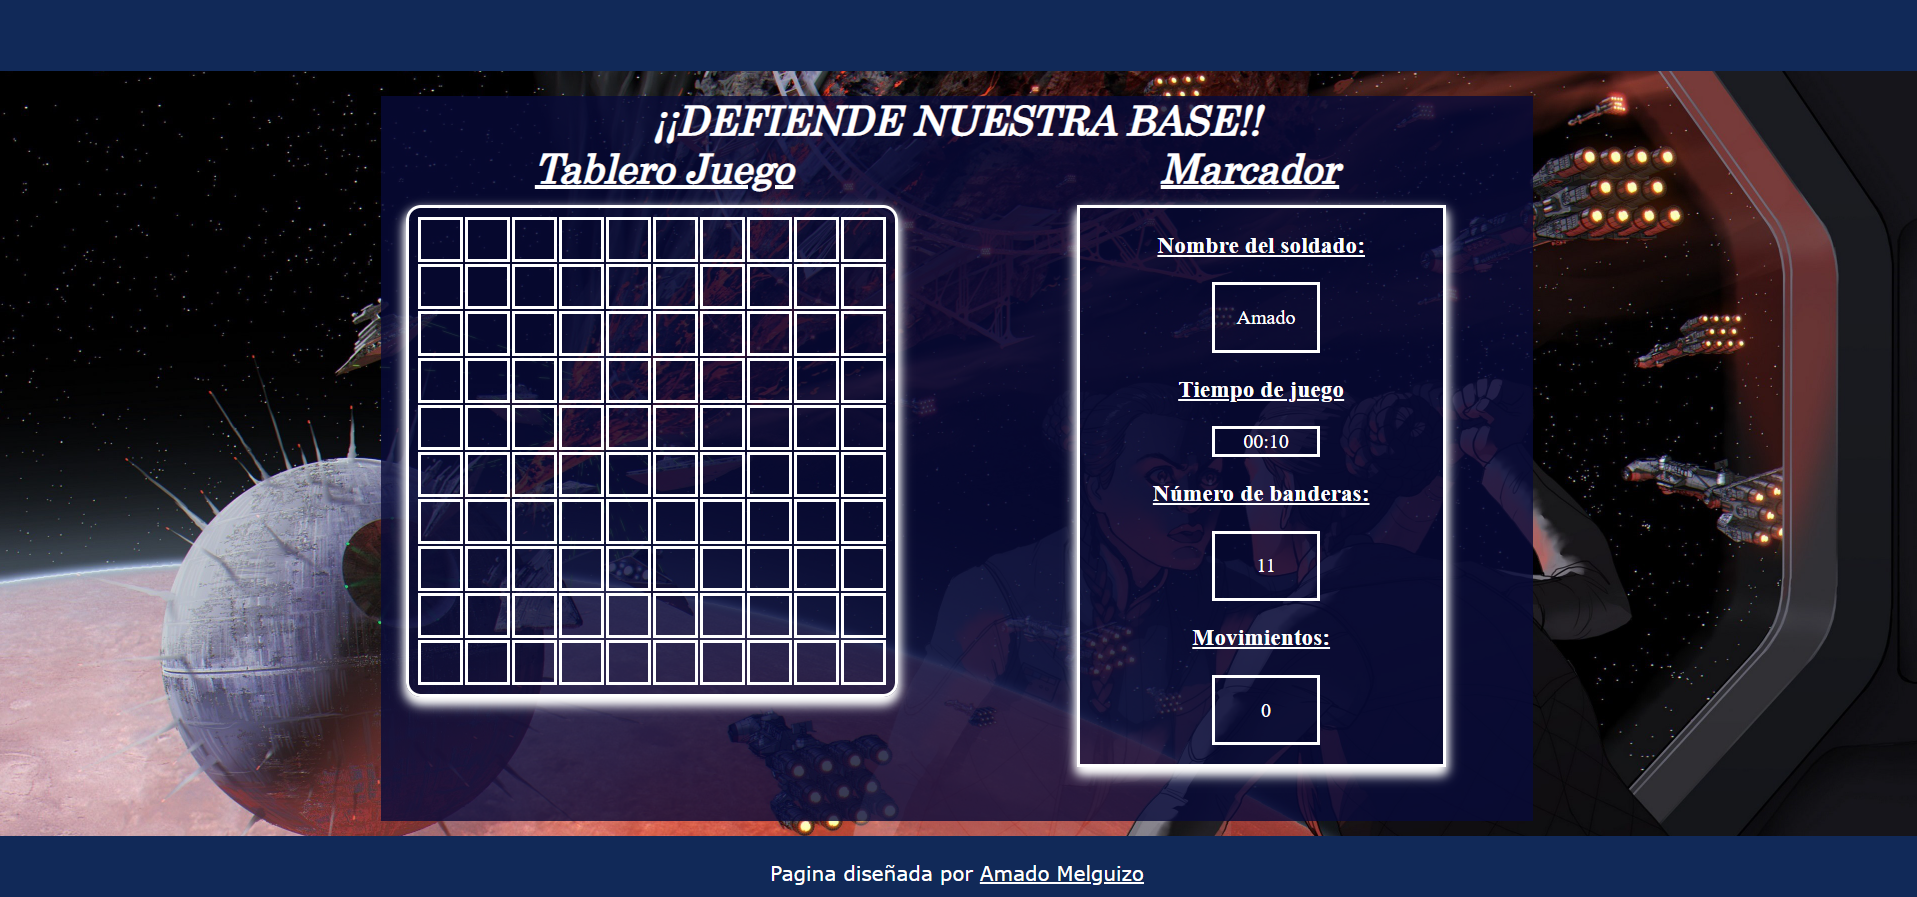 ¡¡DEFIENDE NUESTRA BASE!!
Tablero Juego
Marcador
Nombre del soldado:
Amado
Tiempo de juego
00:10
Número de banderas:
11
Movimientos:
0
Pagina diseñada por Amado Melguizo